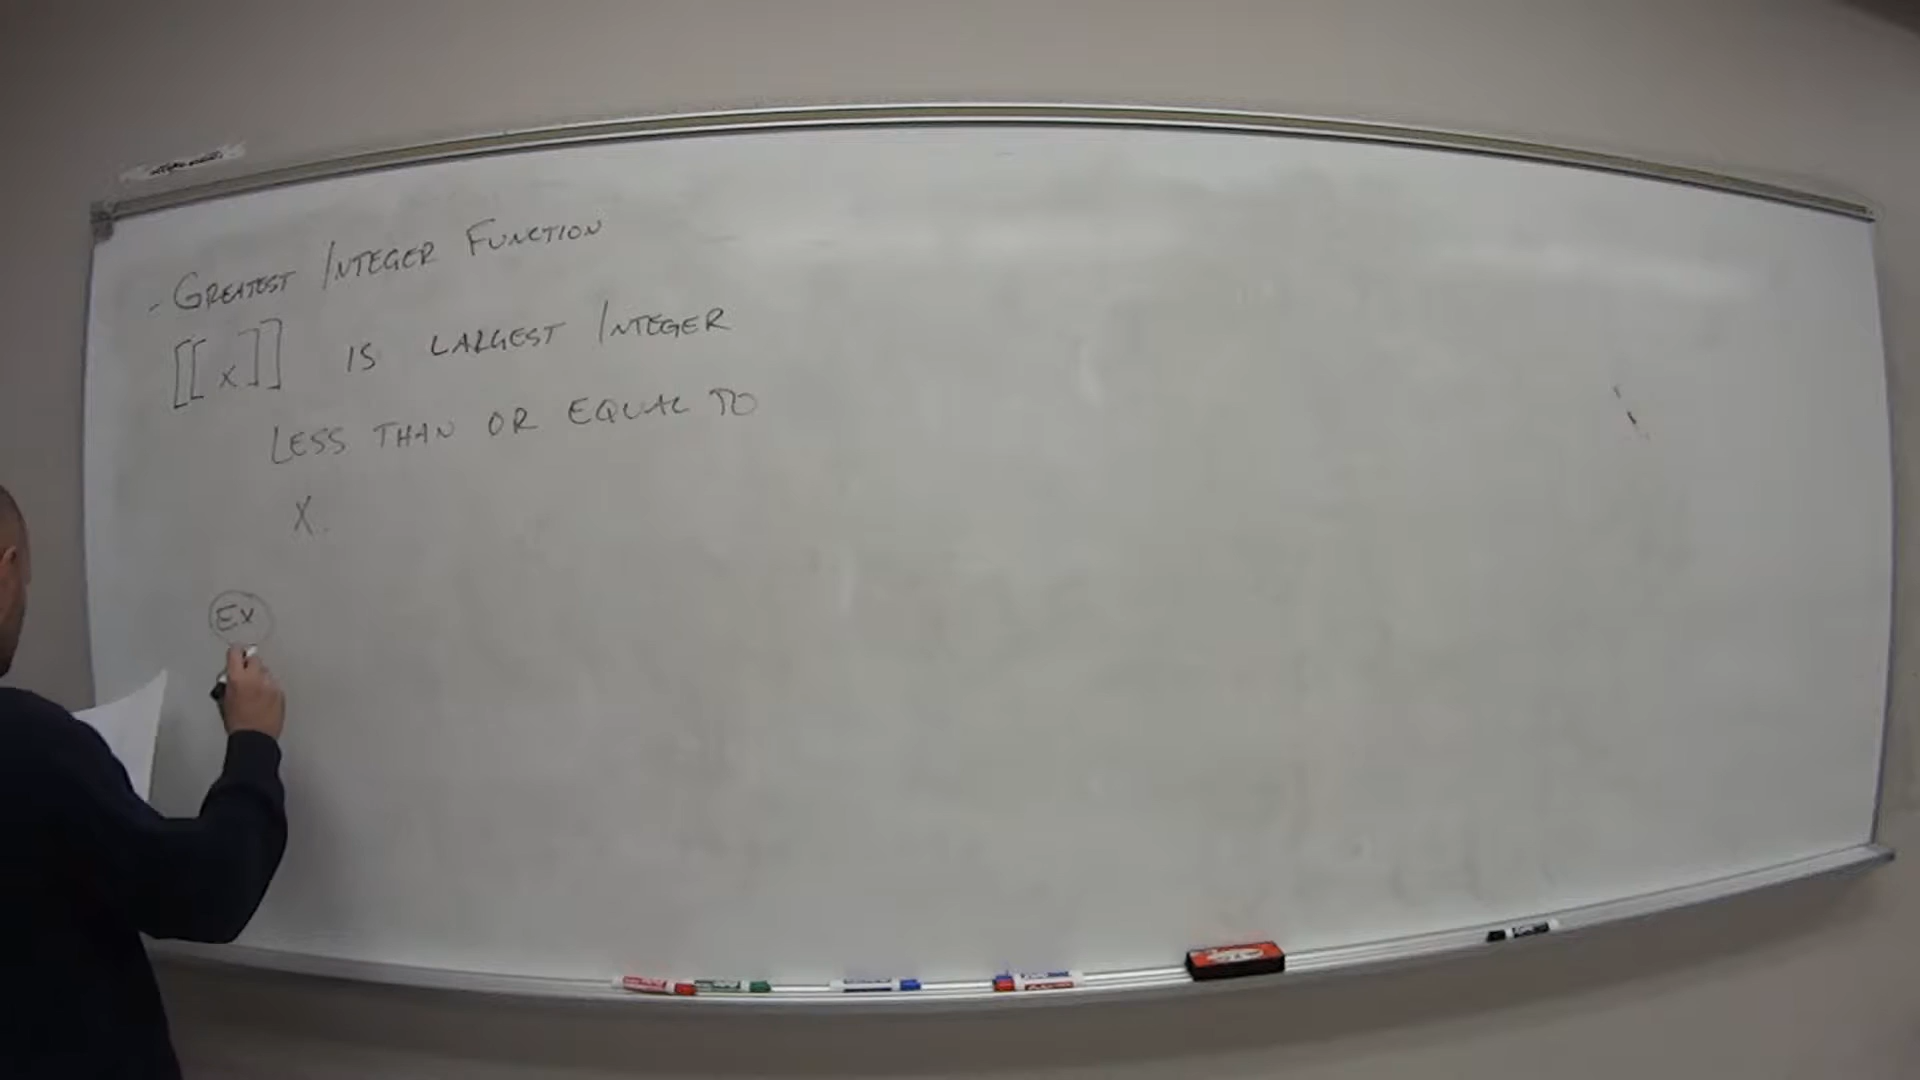 - GREATEST INTEGER FUNCTION
[[x]] IS LARGEST INTEGER
LESS THAN OR EQUAL TO
X.
EX